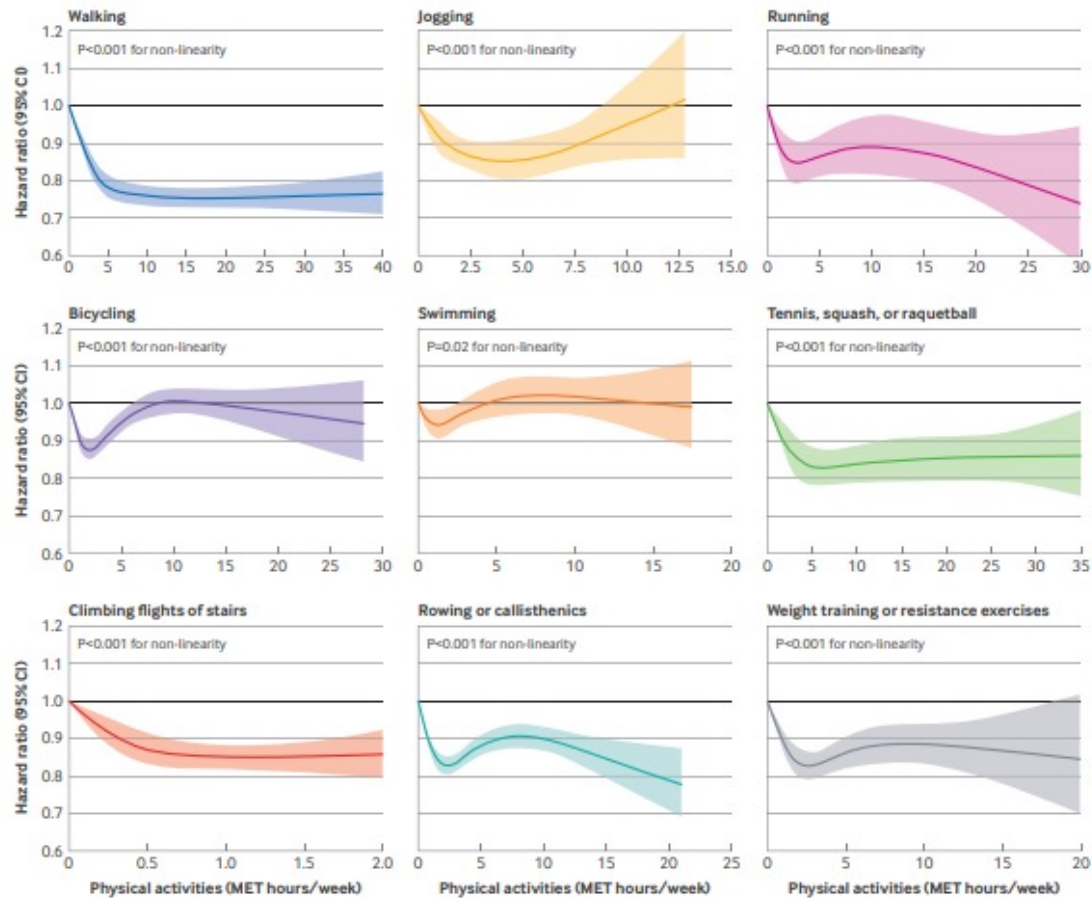 Walking
Jogging
Running
1.2
P<0.001 for non-linearity
P<0.001 for non-linearity
P<0.001 for non-linearity
1.1
1.0
0.9
0.8
0.7
0.6
Hazard ratio (95% CI)
0 5 10 15 20 25 30 35 40
0 2.5 5.0 7.5 10.0 12.5 15.0
0 5 10 15 20 25 30
Bicycling
Swimming
Tennis, squash, or raquetball
1.2
P<0.001 for non-linearity
P=0.02 for non-linearity
P<0.001 for non-linearity
1.1
1.0
0.9
0.8
0.7
0.6
Hazard ratio (95% CI)
0 5 10 15 20 25 30
0 5 10 15 20
0 5 10 15 20 25 30 35
Climbing flights of stairs
Rowing or callisthenics
Weight training or resistance exercises
1.2
P<0.001 for non-linearity
P<0.001 for non-linearity
P<0.001 for non-linearity
1.1
1.0
0.9
0.8
0.7
0.6
Hazard ratio (95% CI)
0 0.5 1.0 1.5 2.0
0 5 10 15 20 25
0 5 10 15 20
Physical activities (MET hours/week)
Physical activities (MET hours/week)
Physical activities (MET hours/week)